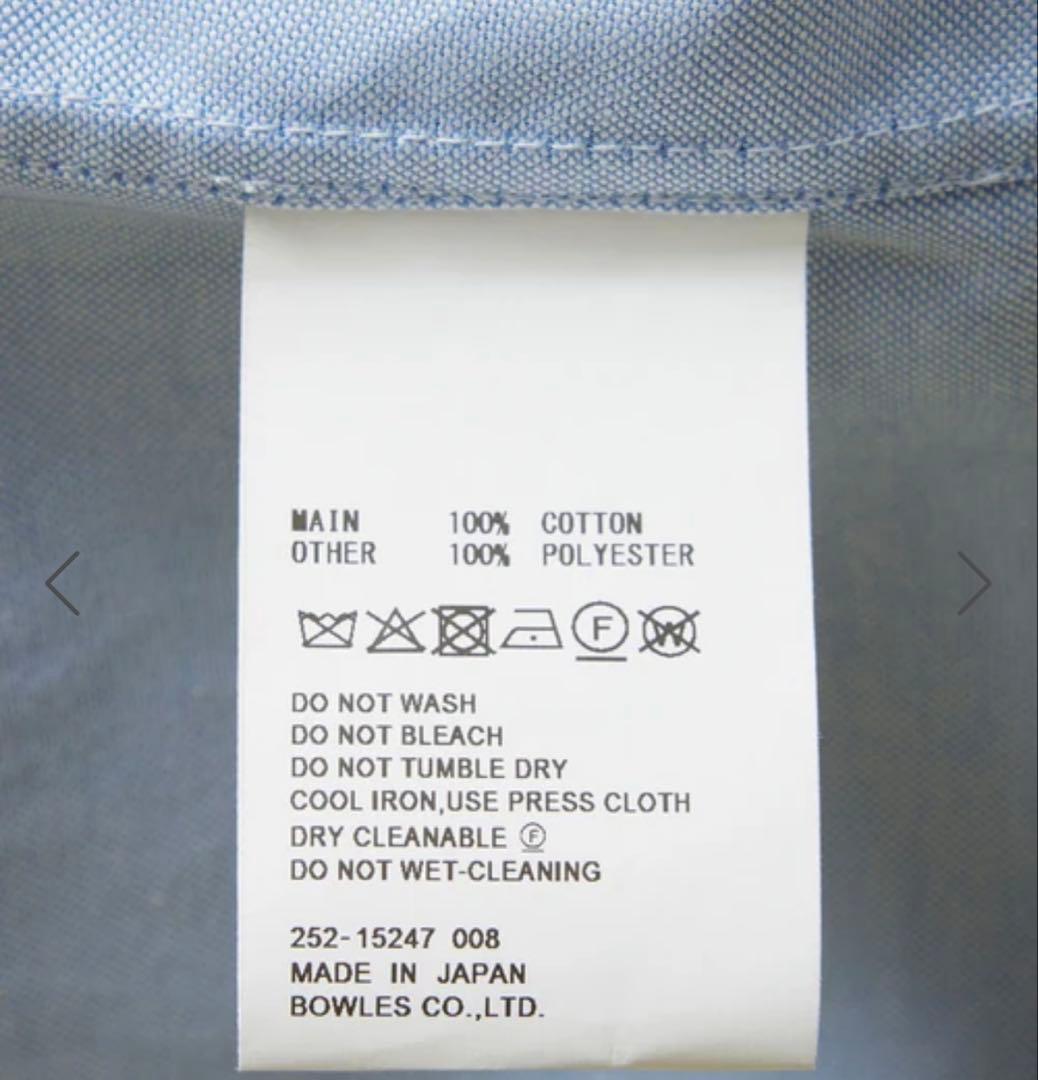 MAIN 100% COTTON
OTHER 100% POLYESTER
F W
DO NOT WASH
DO NOT BLEACH
DO NOT TUMBLE DRY
COOL IRON,USE PRESS CLOTH
DRY CLEANABLE Ⓕ
DO NOT WET-CLEANING
252-15247 008
MADE IN JAPAN
BOWLES CO.,LTD.